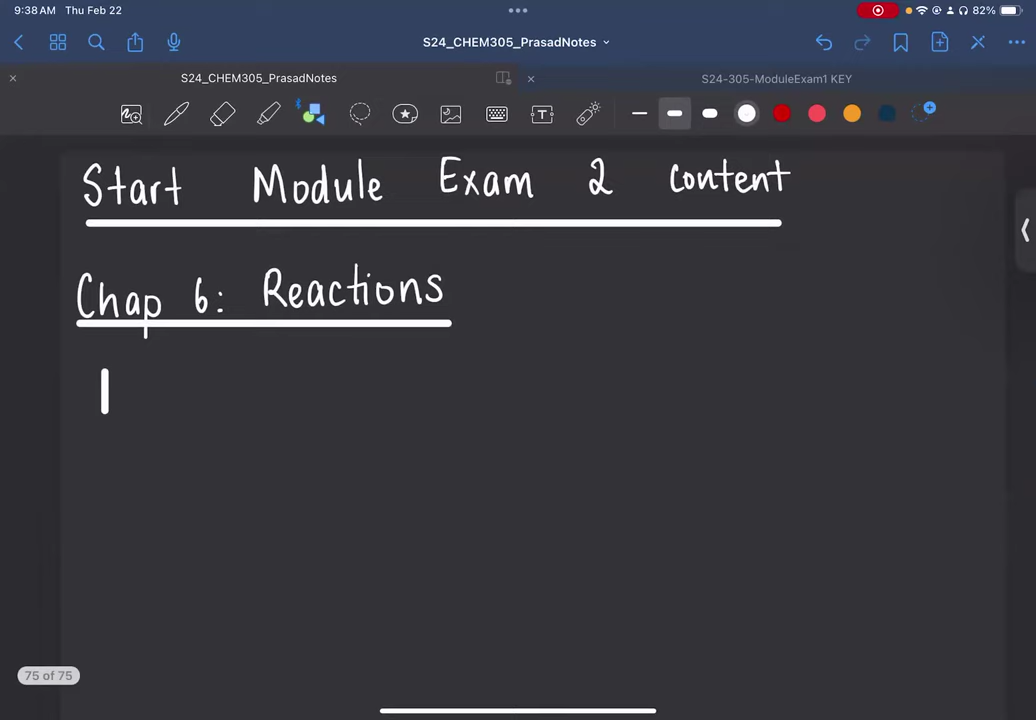 9:38 AM Thu Feb 22
82%
S24_CHEM305_PrasadNotes
S24_CHEM305_PrasadNotes
S24-305-ModuleExam1 KEY
Start Module Exam 2 content
Chap 6: Reactions
75 of 75